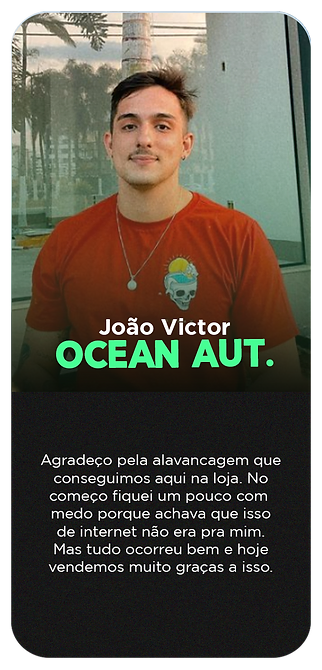 João Victor
OCEAN AUT.
Agradeço pela alavancagem que
conseguimos aqui na loja. No
começo fiquei um pouco com
medo porque achava que isso
de internet não era pra mim.
Mas tudo ocorreu bem e hoje
vendemos muito graças a isso.